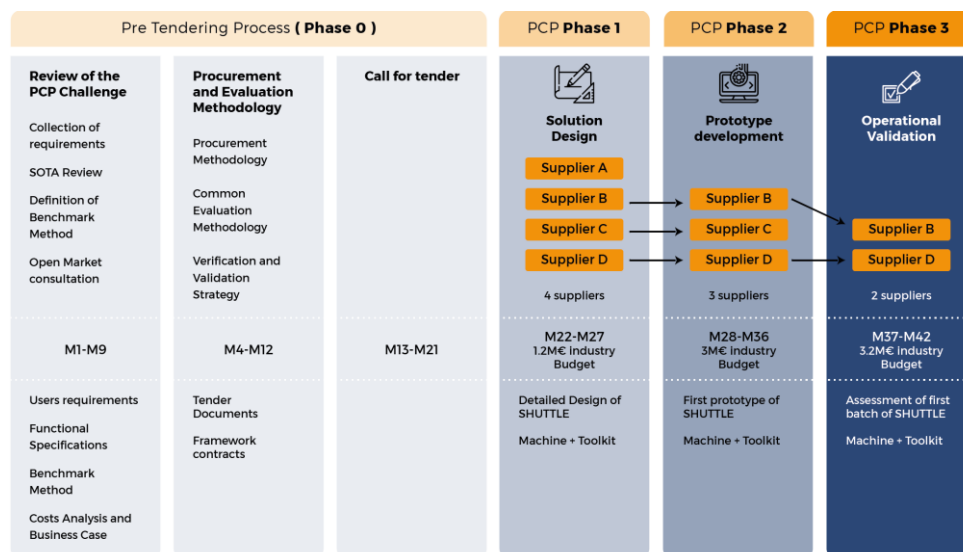 Pre Tendering Process ( Phase 0 )
PCP Phase 1
PCP Phase 2
PCP Phase 3
Review of the
PCP Challenge
Collection of
requirements
SOTA Review
Definition of
Benchmark
Method
Open Market
consultation
M1-M9
Users requirements
Functional
Specifications
Benchmark
Method
Costs Analysis and
Business Case
Procurement
and Evaluation
Methodology
Procurement
Methodology
Common
Evaluation
Methodology
Verification and
Validation
Strategy
M4-M12
Tender
Documents
Framework
contracts
Call for tender
M13-M21
Solution
Design
Supplier A
Supplier B
Supplier C
Supplier D
4 suppliers
M22-M27
1.2M€ industry
Budget
Detailed Design of
SHUTTLE
Machine + Toolkit
Prototype
development
Supplier B
Supplier C
Supplier D
3 suppliers
M28-M36
3M€ industry
Budget
First prototype of
SHUTTLE
Machine + Toolkit
Operational
Validation
Supplier B
Supplier D
2 suppliers
M37-M42
3.2M€ industry
Budget
Assessment of first
batch of SHUTTLE
Machine + Toolkit